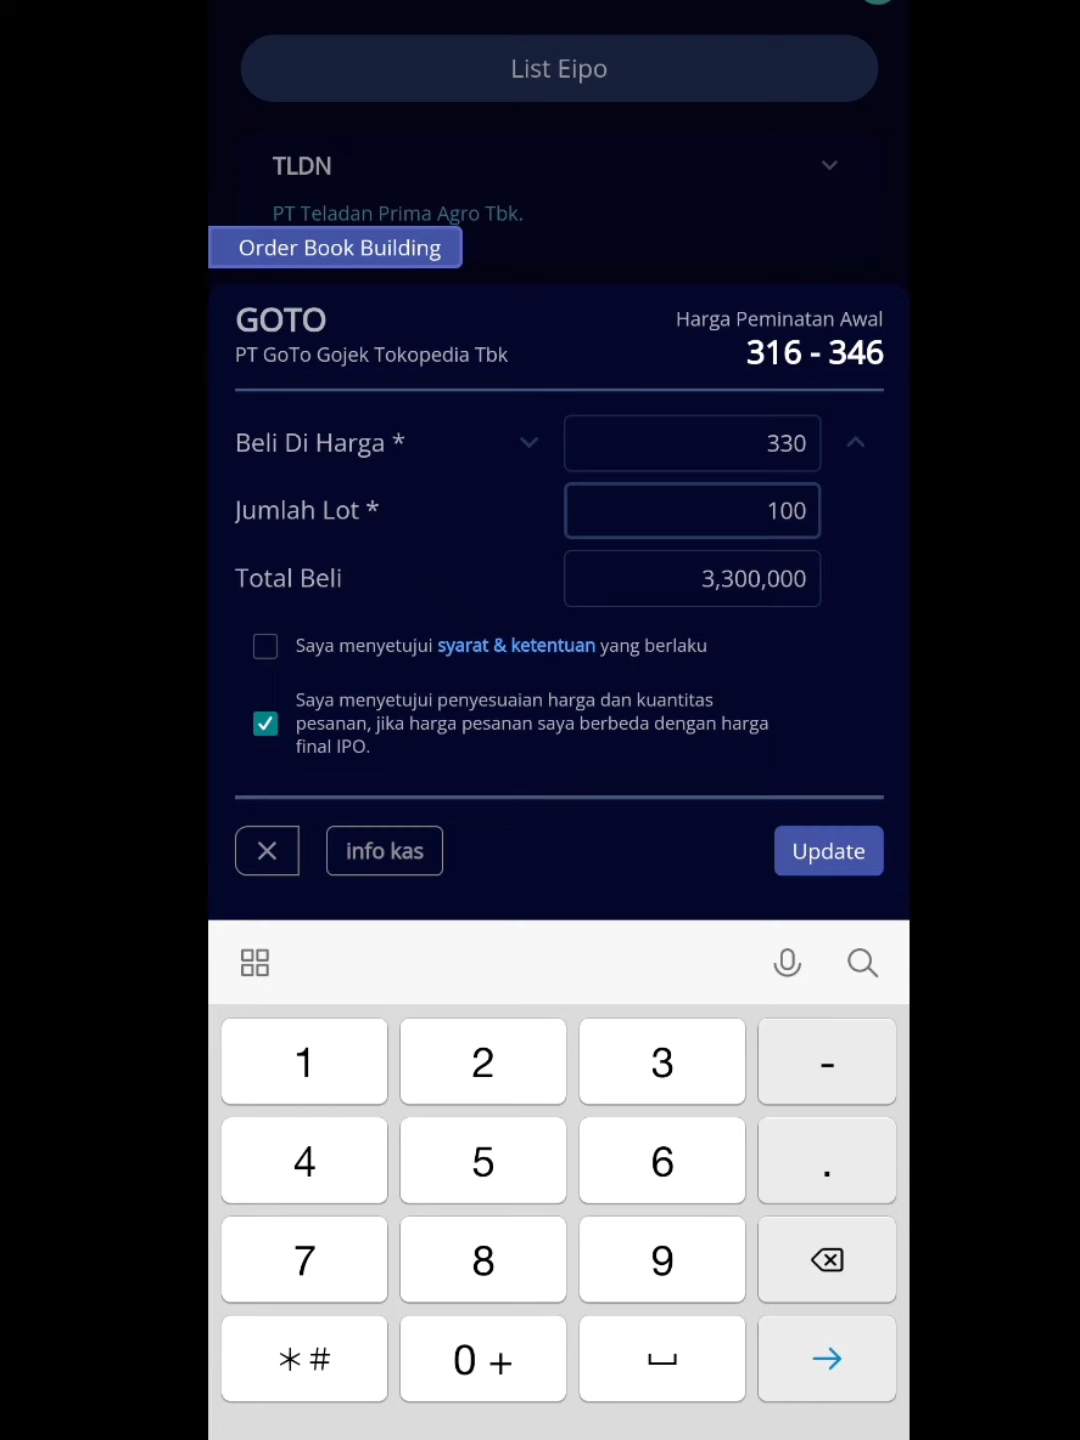 List Eipo
TLDN
PT Teladan Prima Agro Tbk.
Order Book Building
GOTO
Harga Peminatan Awal
PT GoTo Gojek Tokopedia Tbk
316 - 346
Beli Di Harga *
330
Jumlah Lot *
100
Total Beli
3,300,000
Saya menyetujui syarat & ketentuan yang berlaku
Saya menyetujui penyesuaian harga dan kuantitas
pesanan, jika harga pesanan saya berbeda dengan harga
final IPO.
info kas
Update
1 2 3 -
4 5 6 .
7 8 9
*# 0 +